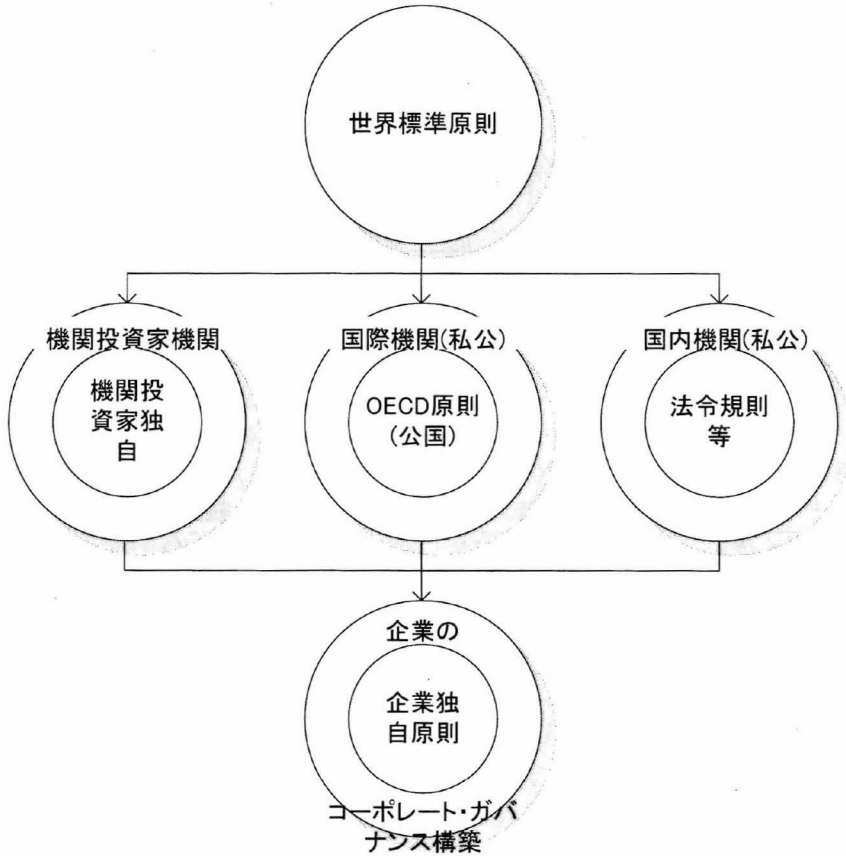 世界標準原則
機関投資家機関
機関投
資家独
自
国際機関(私公)
OECD原則
(公国)
国内機関(私公)
法令規則
等
企業の
企業独
自原則
コーポレート・ガバ
ナンス構築